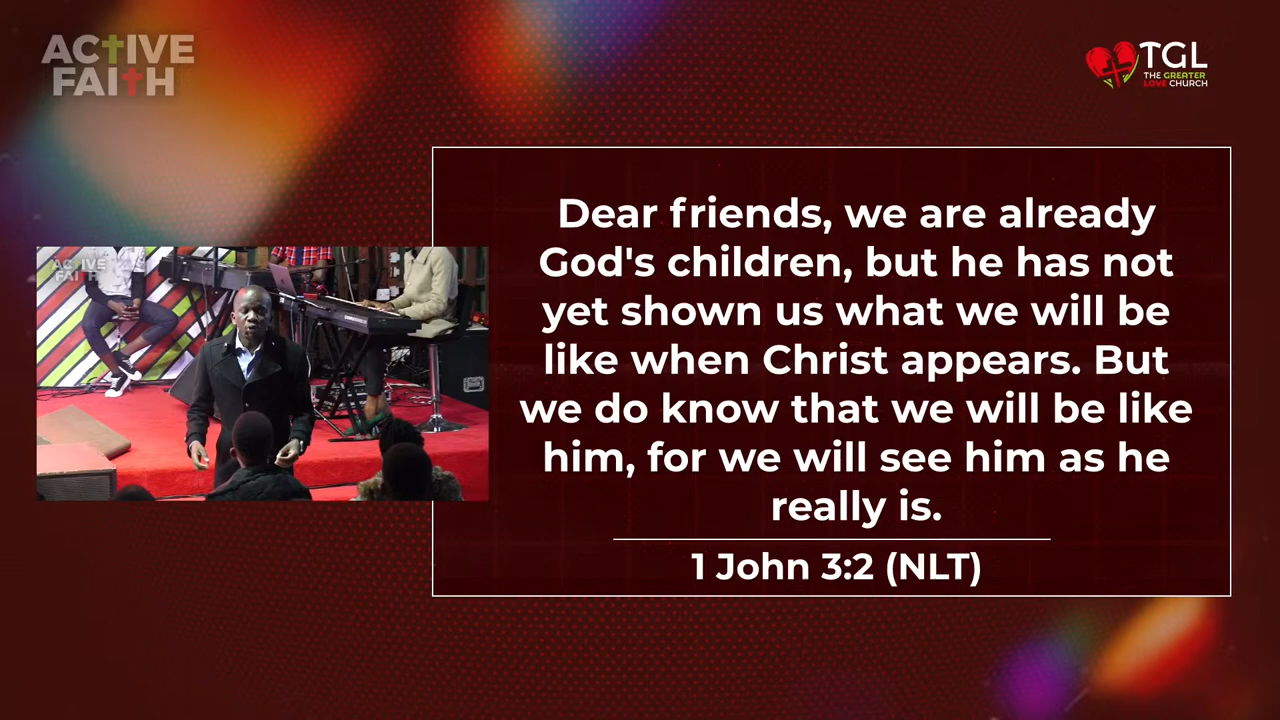 ACTIVE
FAITH
TGL
THE GREATER
LOVE CHURCH
ACTIVE
FAITH
Dear friends, we are already
God's children, but he has not
yet shown us what we will be
like when Christ appears. But
we do know that we will be like
him, for we will see him as he
really is.
1 John 3:2 (NLT)